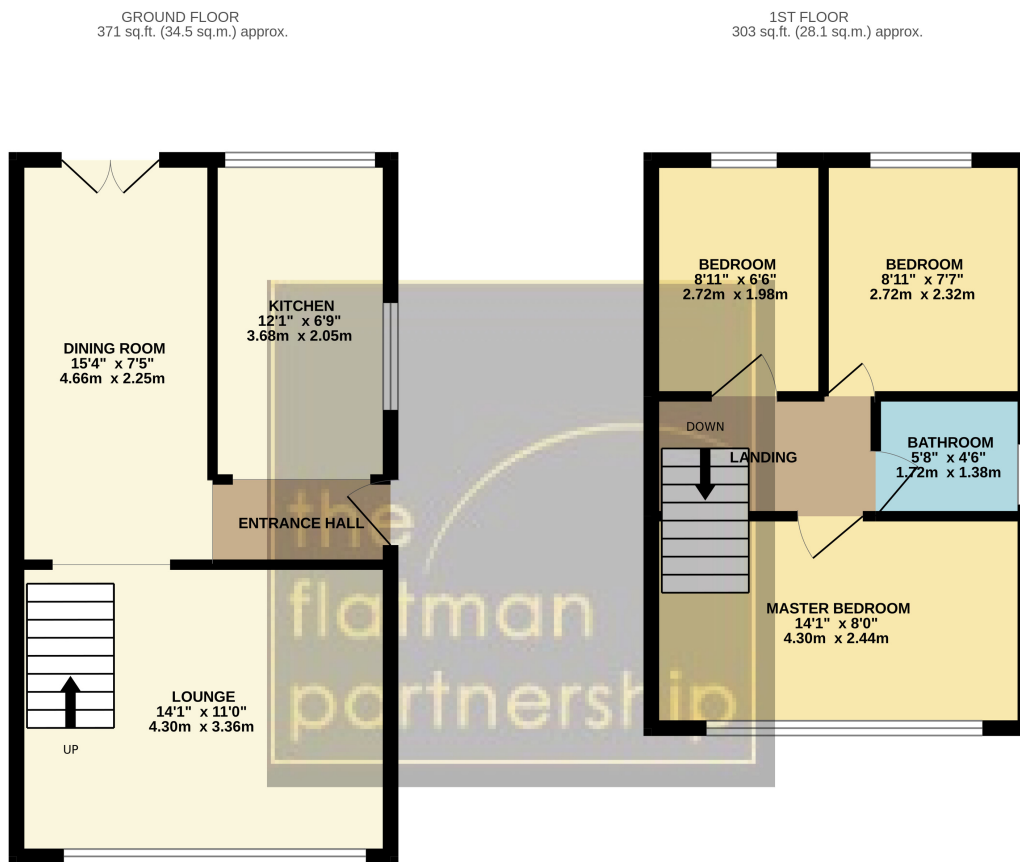 GROUND FLOOR
371 sq.ft. (34.5 sq.m.) approx.
1ST FLOOR
303 sq.ft. (28.1 sq.m.) approx.
DINING ROOM
15'4" x 7'5"
4.66m x 2.25m
KITCHEN
12'1" x 6'9"
3.68m x 2.05m
ENTRANCE HALL
LOUNGE
14'1" x 11'0"
4.30m x 3.36m
UP
BEDROOM
8'11" x 6'6"
2.72m x 1.98m
BEDROOM
8'11" x 7'7"
2.72m x 2.32m
DOWN
LANDING
BATHROOM
5'8" x 4'6"
1.72m x 1.38m
MASTER BEDROOM
14'1" x 8'0"
4.30m x 2.44m
the
flatman
partnership